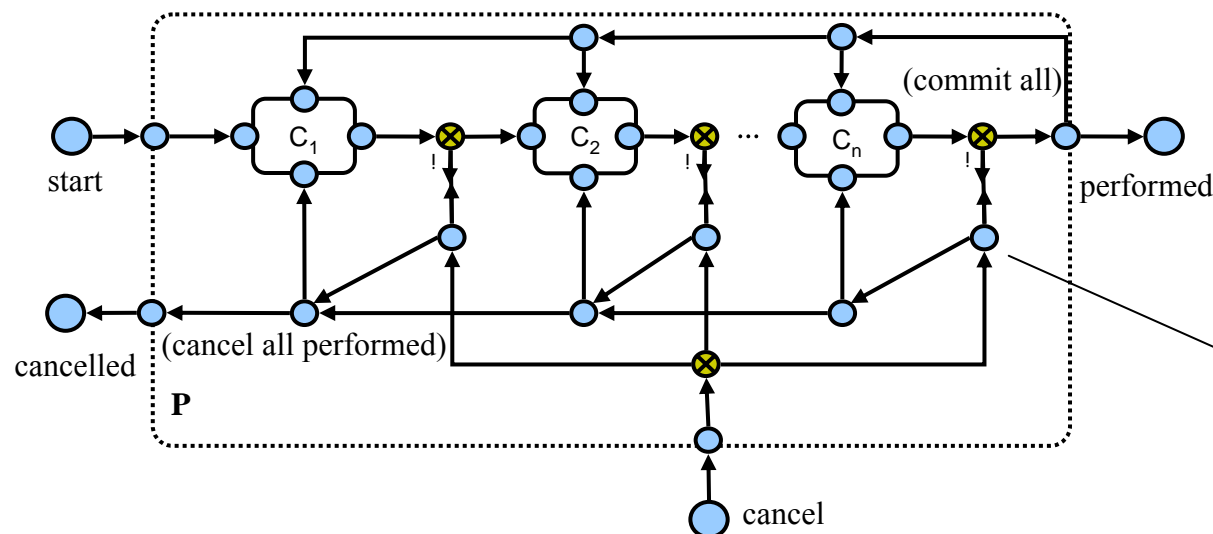 (commit all)
C1
!
C2
!
...
Cn
!
start
performed
cancelled
(cancel all performed)
P
cancel